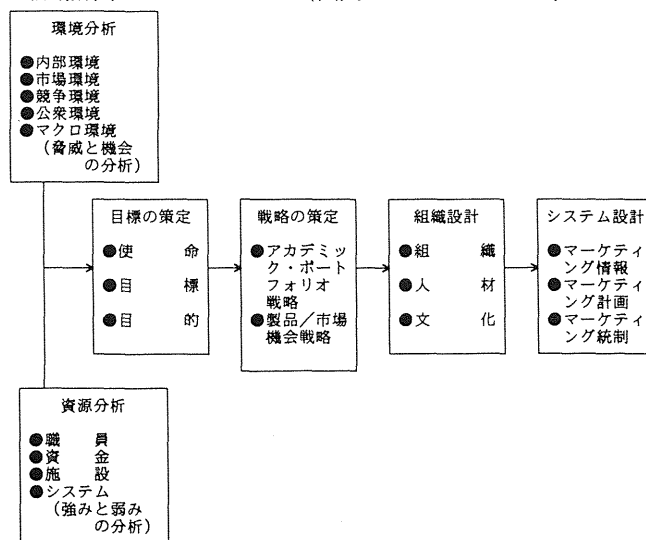 環境分析
●内部環境
●市場環境
●競争環境
●公衆環境
●マクロ環境
(脅威と機会
の分析)
目標の策定
●使 命
●目 標
●目 的
戦略の策定
●アカデミッ
ク・ポート
フォリオ
戦略
●製品/市場
機会戦略
組織設計
●組 織
●人 材
●文 化
システム設計
●マーケティ
ング情報
●マーケティ
ング計画
●マーケティ
ング統制
資源分析
●職 員
●資 金
●施 設
●システム
(強みと弱み
の分析)